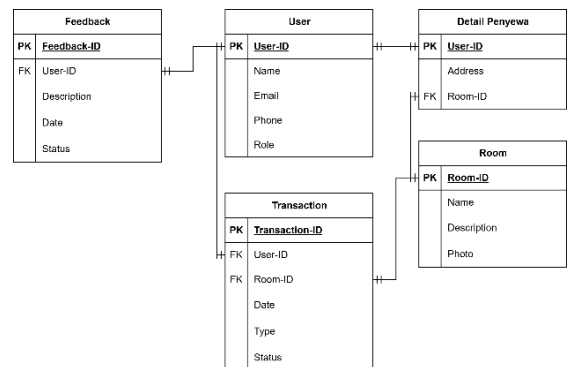 Feedback
PK Feedback-ID
FK User-ID
Description
Date
Status
User
PK User-ID
Name
Email
Phone
Role
Detail Penyewa
PK User-ID
Address
FK Room-ID
Room
PK Room-ID
Name
Description
Photo
Transaction
PK Transaction-ID
FK User-ID
FK Room-ID
Date
Type
Status